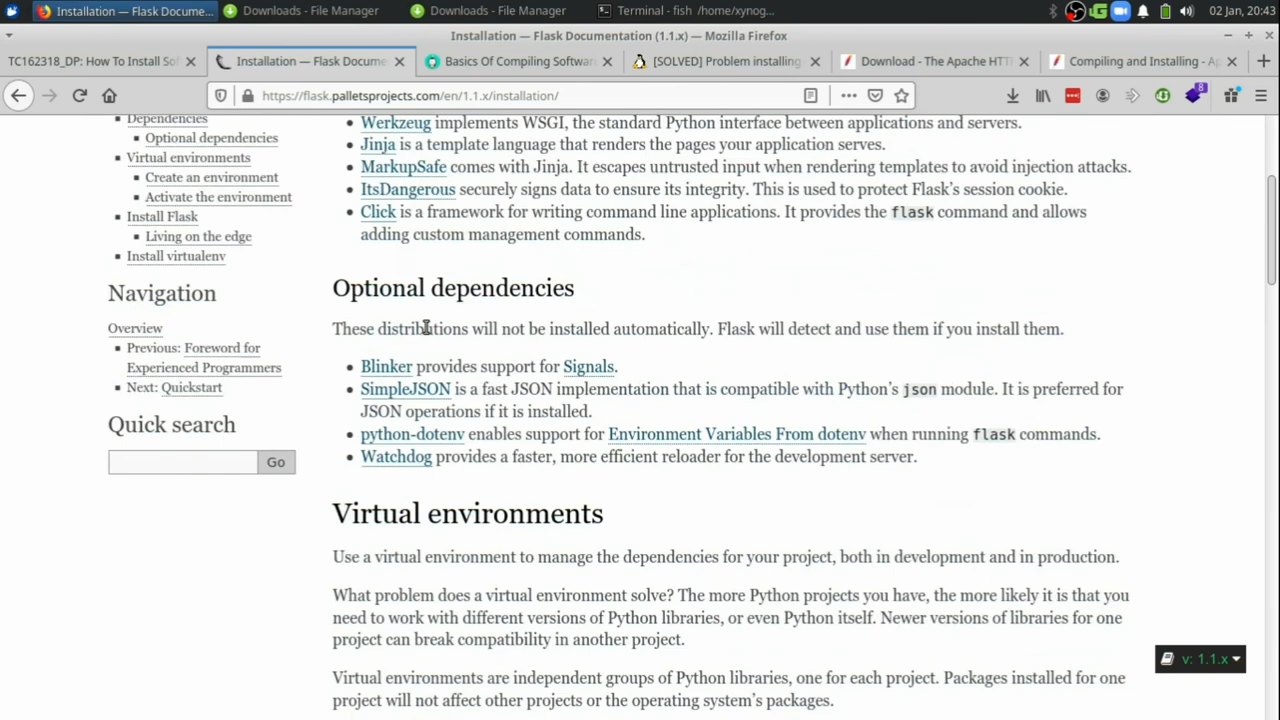 Installation — Flask Docume...
Downloads - File Manager
Downloads - File Manager
Terminal - fish /home/xynog...
02 Jan, 20:43
Installation — Flask Documentation (1.1.x) — Mozilla Firefox
TC162318_DP: How To Install Sof
Installation — Flask Docume
Basics Of Compiling Software
[SOLVED] Problem installing
Download - The Apache HTT
Compiling and Installing - Ap
https://flask.palletsprojects.com/en/1.1.x/installation/
8
Dependencies
Optional dependencies
Virtual environments
Create an environment
Activate the environment
Install Flask
Living on the edge
Install virtualenv
Navigation
Overview
Previous: Foreword for
Experienced Programmers
Next: Quickstart
Quick search
Go
Werkzeug implements WSGI, the standard Python interface between applications and servers.
Jinja is a template language that renders the pages your application serves.
MarkupSafe comes with Jinja. It escapes untrusted input when rendering templates to avoid injection attacks.
ItsDangerous securely signs data to ensure its integrity. This is used to protect Flask’s session cookie.
Click is a framework for writing command line applications. It provides the flask command and allows
adding custom management commands.
Optional dependencies
These distributions will not be installed automatically. Flask will detect and use them if you install them.
Blinker provides support for Signals.
SimpleJSON is a fast JSON implementation that is compatible with Python’s json module. It is preferred for
JSON operations if it is installed.
python-dotenv enables support for Environment Variables From dotenv when running flask commands.
Watchdog provides a faster, more efficient reloader for the development server.
Virtual environments
Use a virtual environment to manage the dependencies for your project, both in development and in production.
What problem does a virtual environment solve? The more Python projects you have, the more likely it is that you
need to work with different versions of Python libraries, or even Python itself. Newer versions of libraries for one
project can break compatibility in another project.
Virtual environments are independent groups of Python libraries, one for each project. Packages installed for one
project will not affect other projects or the operating system’s packages.
v: 1.1.x